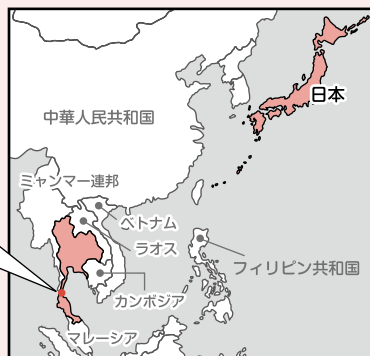 日本
中華人民共和国
ミャンマー連邦
ベトナム
ラオス
フィリピン共和国
カンボジア
マレーシア